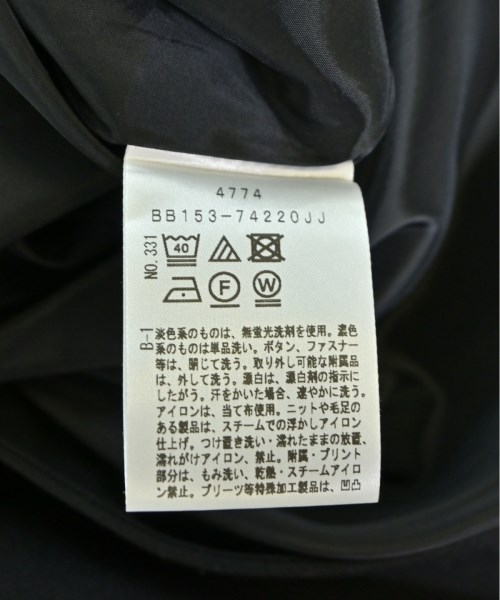 4774
BB153-74220JJ
NO.331
40
F
W
B-1
淡色系のものは、無蛍光洗剤を使用。濃色
系のものは単品洗い。ボタン、ファスナー
等は、閉じて洗う。取り外し可能な附属品
は、外して洗う。漂白は、漂白剤の指示に
したがう。汗をかいた場合、速やかに洗う。
アイロンは、当て布使用。ニットや毛足の
ある製品は、スチームでの浮かしアイロン
仕上げ。つけ置き洗い・濡れたままの放置、
濡れがけアイロン、禁止。附属・プリント
部分は、もみ洗い、乾熱・スチームアイロ
ン禁止。プリーツ等特殊加工製品は、凹凸